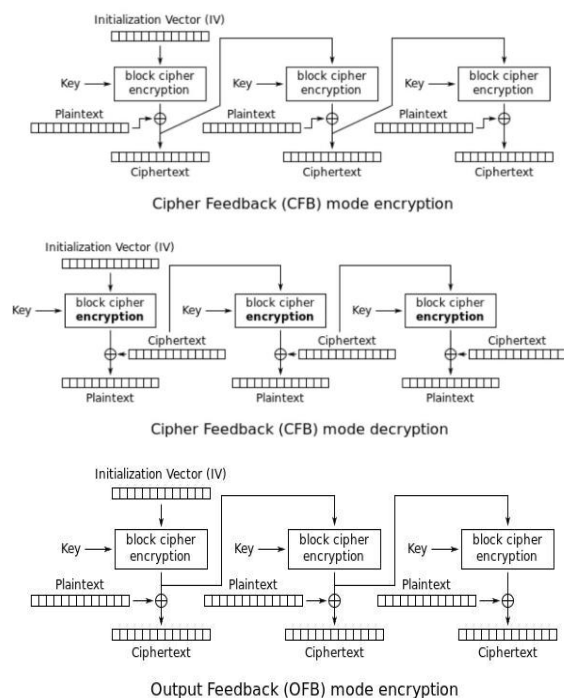 Initialization Vector (IV)
Key block cipher encryption Key block cipher encryption Key block cipher encryption
Plaintext Plaintext Plaintext
Ciphertext Ciphertext Ciphertext
Cipher Feedback (CFB) mode encryption
Initialization Vector (IV)
Key block cipher encryption Key block cipher encryption Key block cipher encryption
Ciphertext Ciphertext Ciphertext
Plaintext Plaintext Plaintext
Cipher Feedback (CFB) mode decryption
Initialization Vector (IV)
Key block cipher encryption Key block cipher encryption Key block cipher encryption
Plaintext Plaintext Plaintext
Ciphertext Ciphertext Ciphertext
Output Feedback (OFB) mode encryption